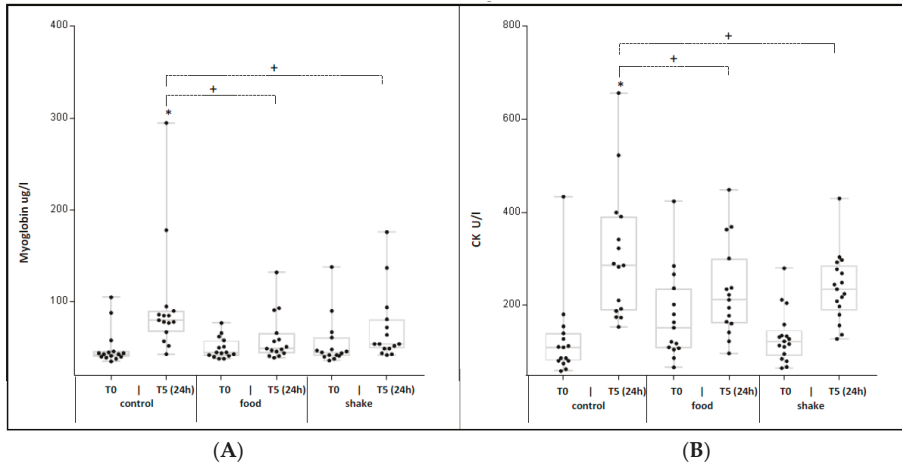 400
300
200
100
Myoglobin ug/l
+
+
*
T0 | T5 (24h) T0 | T5 (24h) T0 | T5 (24h)
control food shake
(A)
800
600
400
200
CK U/l
+
+
*
T0 | T5 (24h) T0 | T5 (24h) T0 | T5 (24h)
control food shake
(B)